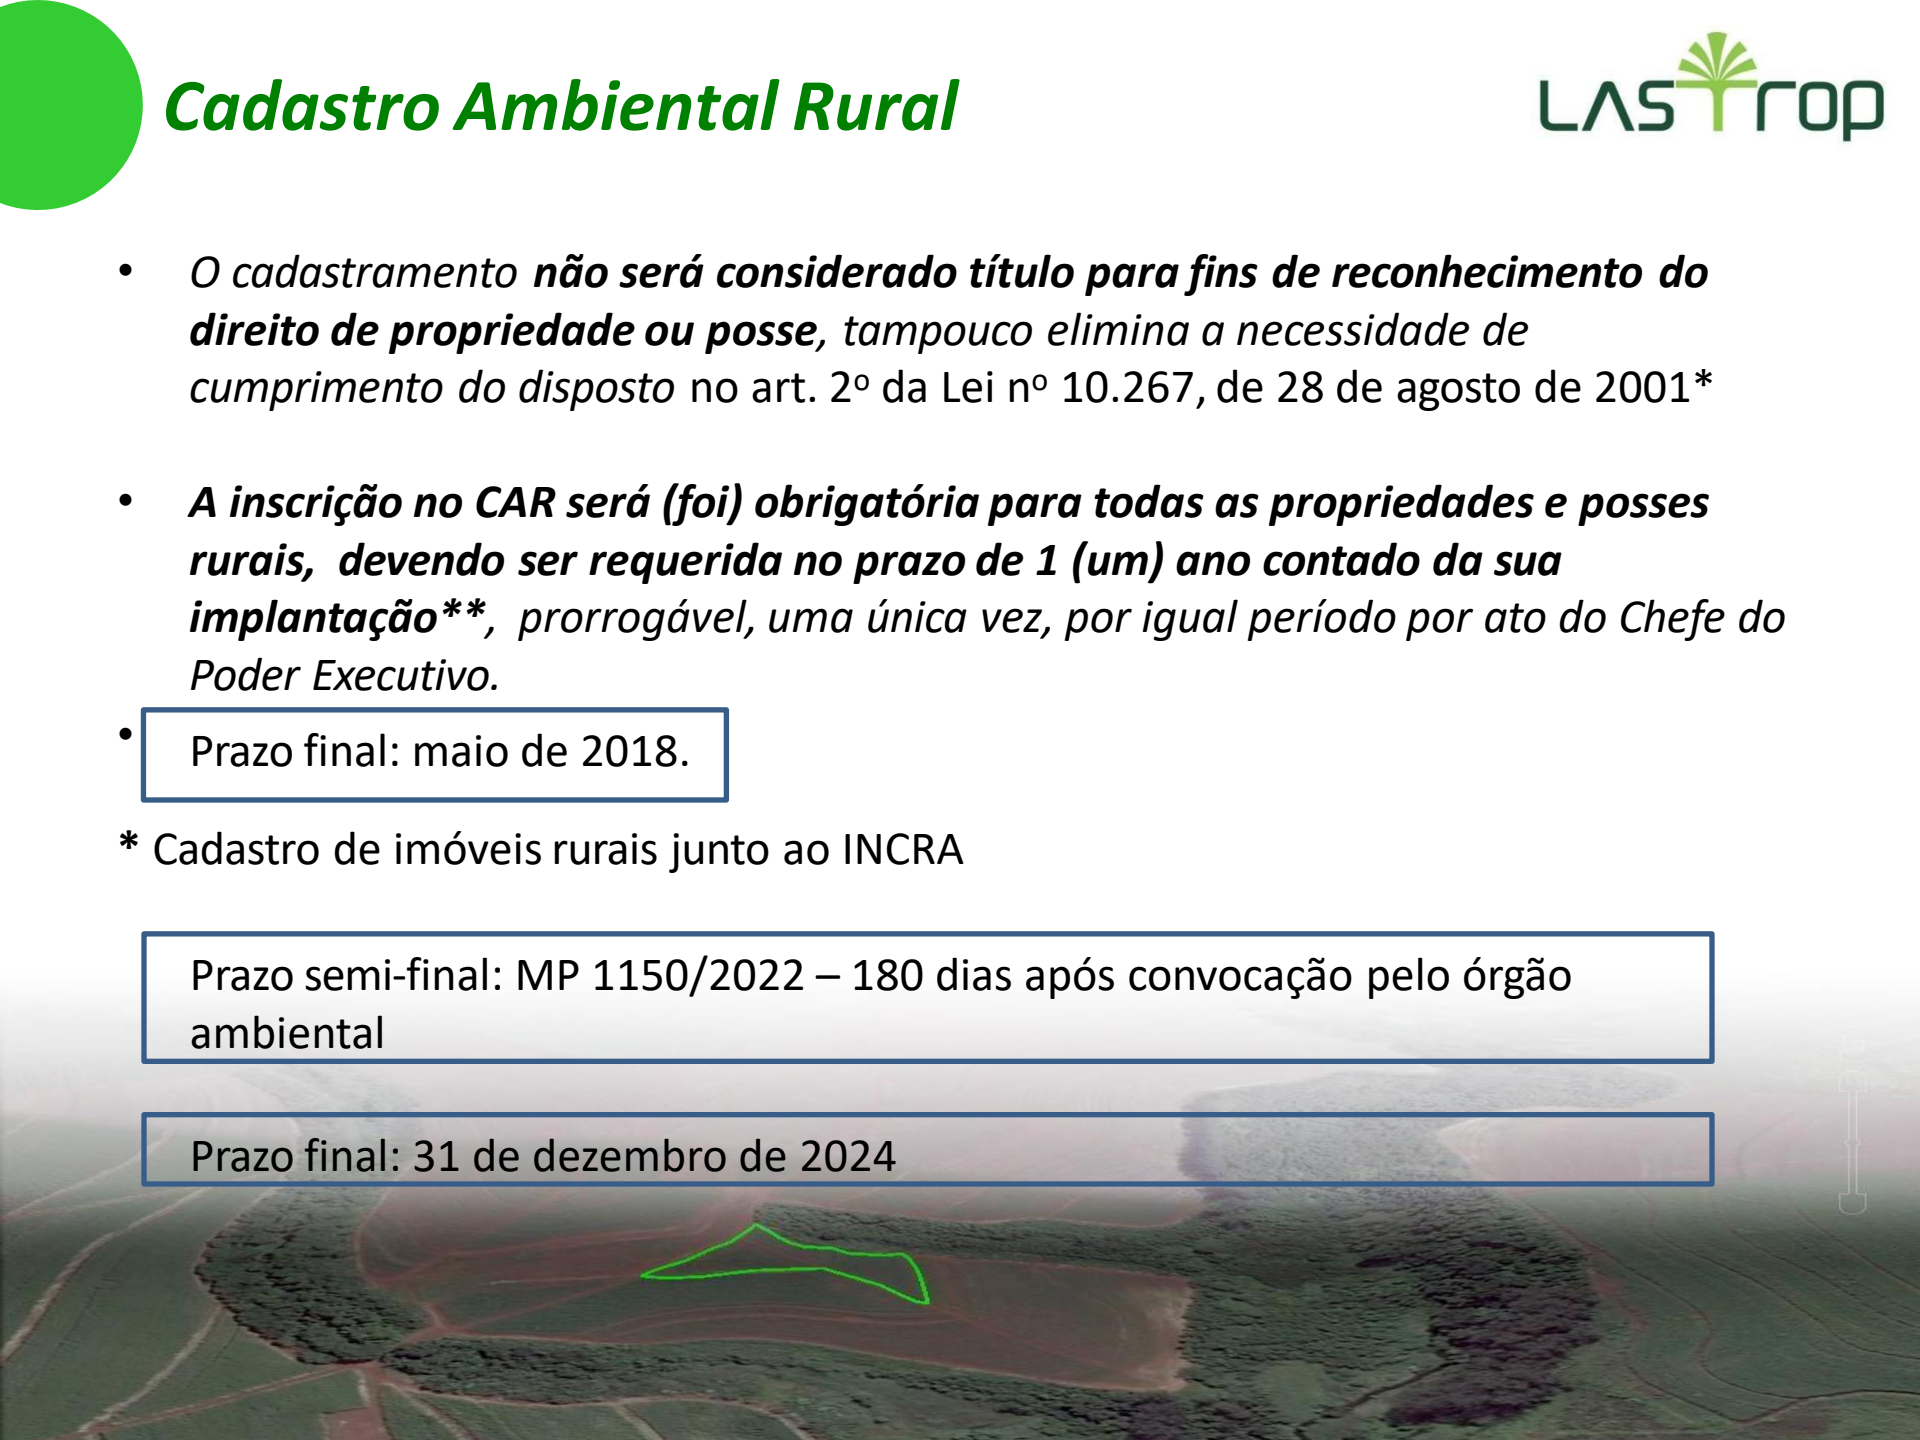 Cadastro Ambiental Rural
LASTrop
• O cadastramento não será considerado título para fins de reconhecimento do
direito de propriedade ou posse, tampouco elimina a necessidade de
cumprimento do disposto no art. 2º da Lei nº 10.267, de 28 de agosto de 2001*
• A inscrição no CAR será (foi) obrigatória para todas as propriedades e posses
rurais, devendo ser requerida no prazo de 1 (um) ano contado da sua
implantação**, prorrogável, uma única vez, por igual período por ato do Chefe do
Poder Executivo.
• Prazo final: maio de 2018.
* Cadastro de imóveis rurais junto ao INCRA
Prazo semi-final: MP 1150/2022 – 180 dias após convocação pelo órgão
ambiental
Prazo final: 31 de dezembro de 2024